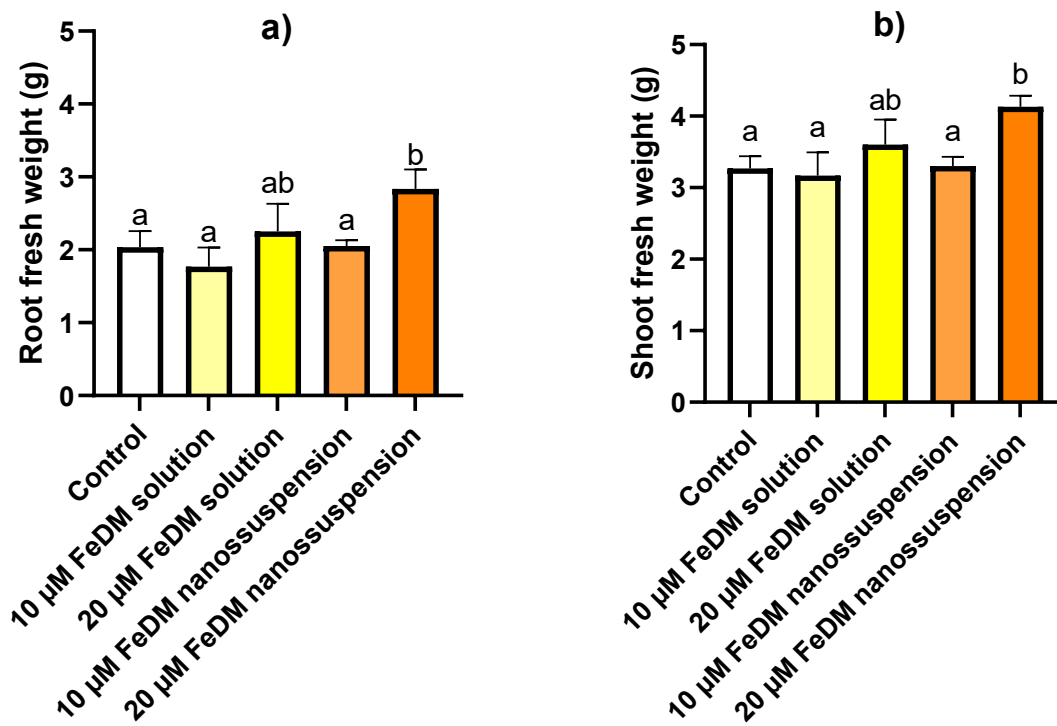 a)
Root fresh weight (g)
5
4
3
2
1
0
a
a
ab
a
b
Control
10 µM FeDM solution
20 µM FeDM solution
10 µM FeDM nanossuspension
20 µM FeDM nanossuspension
b)
Shoot fresh weight (g)
5
4
3
2
1
0
a
a
ab
a
b
Control
10 µM FeDM solution
20 µM FeDM solution
10 µM FeDM nanossuspension
20 µM FeDM nanossuspension